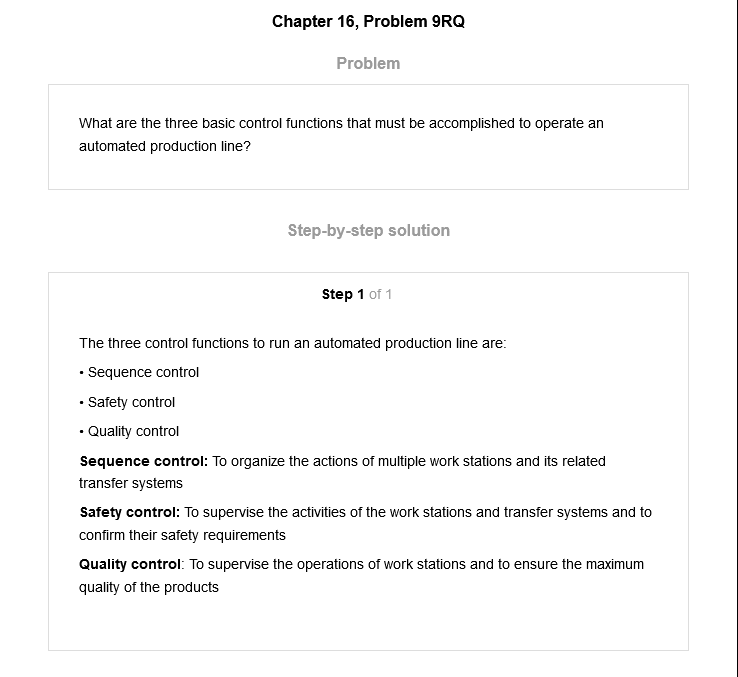 Chapter 16, Problem 9RQ
Problem
What are the three basic control functions that must be accomplished to operate an
automated production line?
Step-by-step solution
Step 1 of 1
The three control functions to run an automated production line are:
• Sequence control
• Safety control
• Quality control
Sequence control: To organize the actions of multiple work stations and its related
transfer systems
Safety control: To supervise the activities of the work stations and transfer systems and to
confirm their safety requirements
Quality control: To supervise the operations of work stations and to ensure the maximum
quality of the products